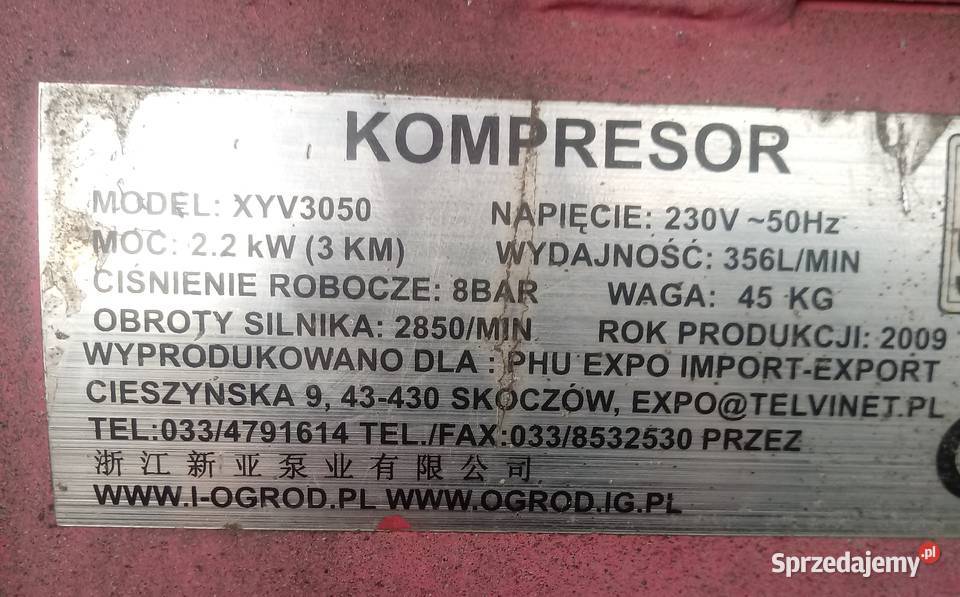 KOMPRESOR
MODEL: XYV3050 NAPIĘCIE: 230V ~50Hz
MOC: 2.2 kW (3 KM) WYDAJNOŚĆ: 356L/MIN
CIŚNIENIE ROBOCZE: 8BAR WAGA: 45 KG
OBROTY SILNIKA: 2850/MIN ROK PRODUKCJI: 2009
WYPRODUKOWANO DLA : PHU EXPO IMPORT-EXPORT
CIESZYŃSKA 9, 43-430 SKOCZÓW, EXPO@TELVINET.PL
TEL:033/4791614 TEL./FAX:033/8532530 PRZEZ
浙江新亚泵业有限公司
WWW.I-OGROD.PL WWW.OGROD.IG.PL
Sprzedajemy.pl